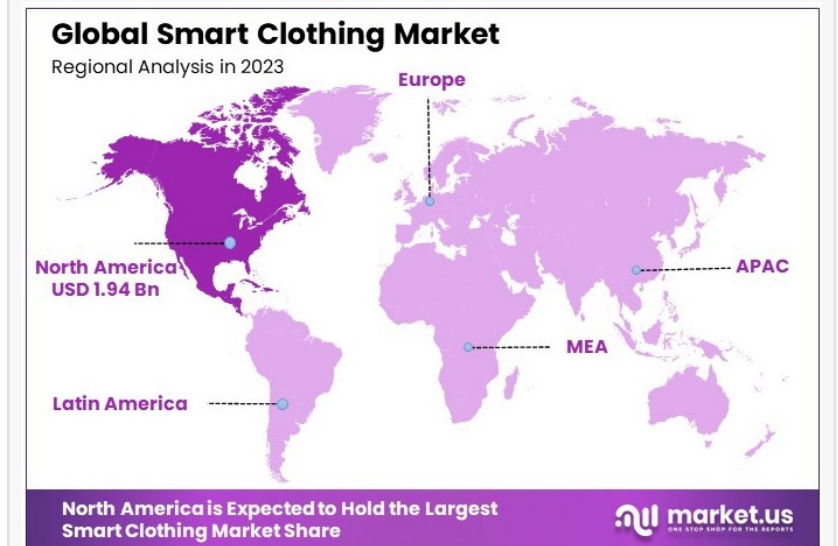 Global Smart Clothing Market
Regional Analysis in 2023
Europe
North America
USD 1.94 Bn
APAC
MEA
Latin America
North America is Expected to Hold the Largest
Smart Clothing Market Share
market.us
ONE STOP SHOP FOR THE REPORTS